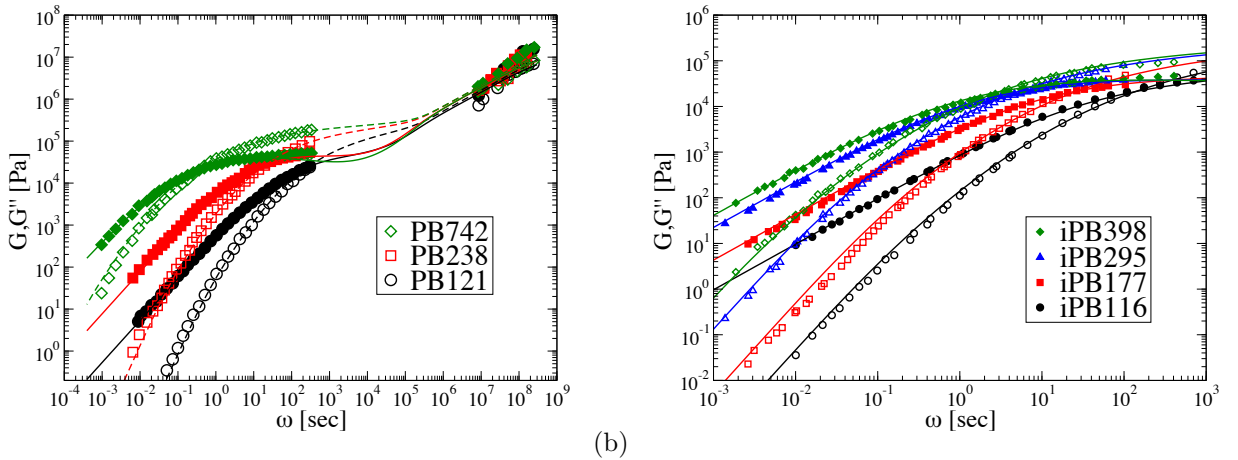 10^7
10^6
10^5
10^4
10^3
10^2
10^1
10^0
G,G'' [Pa]
10^-4 10^-3 10^-2 10^-1 10^0 10^1 10^2 10^3 10^4 10^5 10^6 10^7 10^8 10^9
ω [sec]
PB742
PB238
PB121
(b)
10^6
10^5
10^4
10^3
10^2
10^1
10^0
10^-1
10^-2
G,G'' [Pa]
10^-3 10^-2 10^-1 10^0 10^1 10^2 10^3
ω [sec]
iPB398
iPB295
iPB177
iPB116